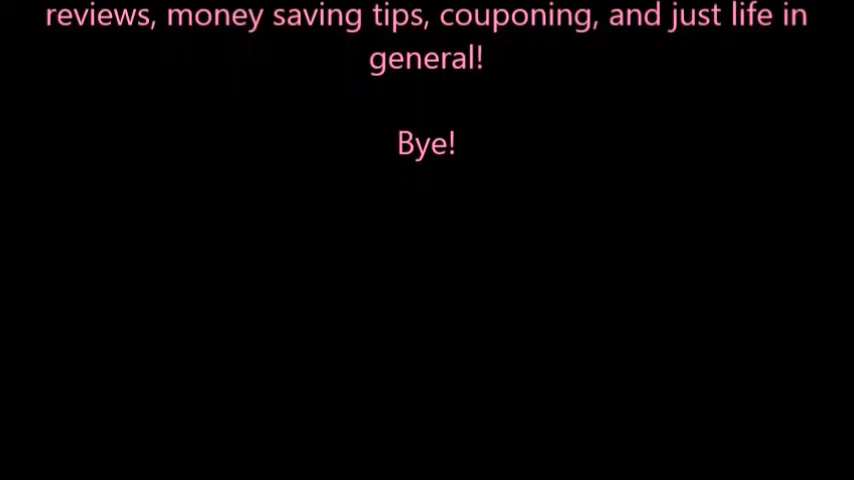 reviews, money saving tips, couponing, and just life in
general!
Bye!